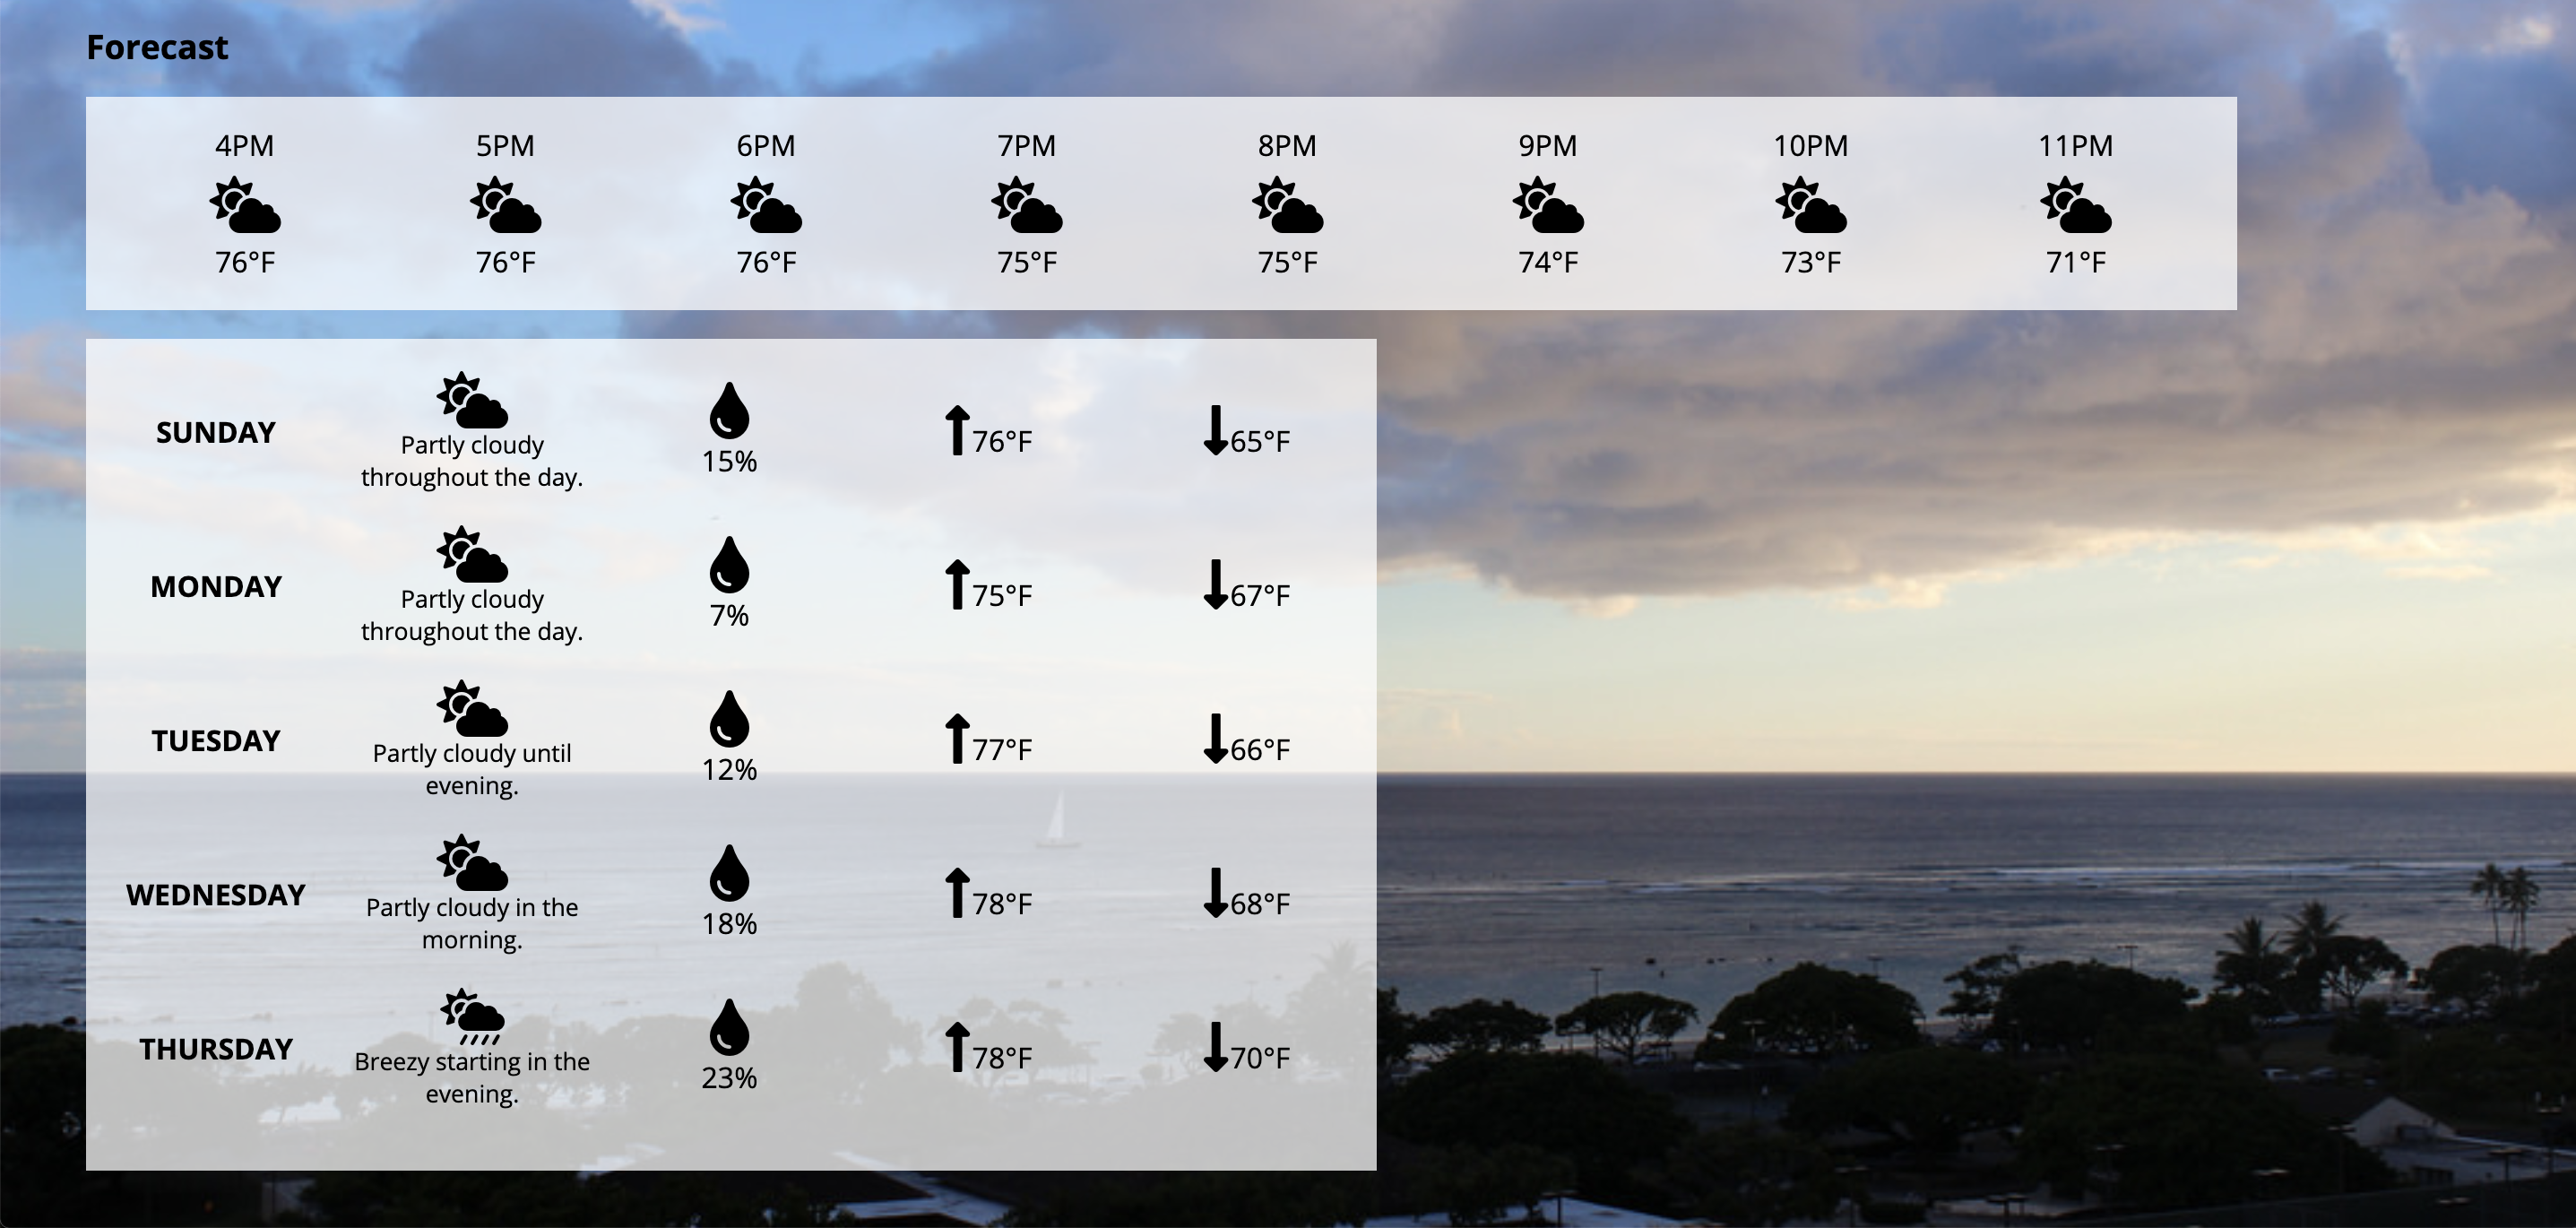 Forecast
4PM 5PM 6PM 7PM 8PM 9PM 10PM 11PM
76°F 76°F 76°F 75°F 75°F 74°F 73°F 71°F
SUNDAY
Partly cloudy
throughout the day.
15%
76°F
65°F
MONDAY
Partly cloudy
throughout the day.
7%
75°F
67°F
TUESDAY
Partly cloudy until
evening.
12%
77°F
66°F
WEDNESDAY
Partly cloudy in the
morning.
18%
78°F
68°F
THURSDAY
Breezy starting in the
evening.
23%
78°F
70°F